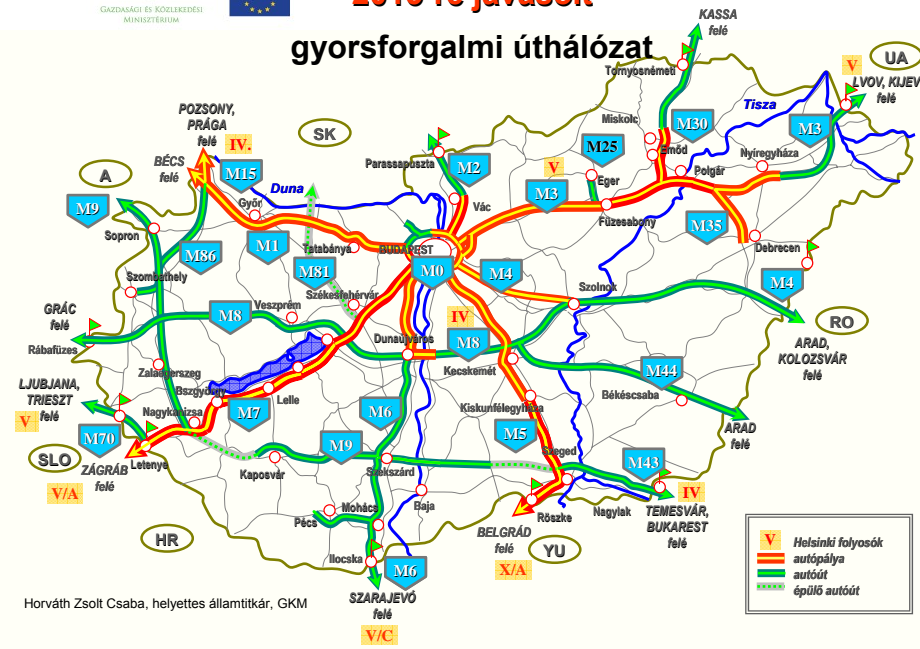 GAZDASÁGI ÉS KÖZLEKEDÉSI
MINISZTÉRIUM
gyorsforgalmi úthálózat
KASSA
felé
UA
V
LVOV, KIJEV
felé
Tornyosnémeti
Tisza
M3
POZSONY,
PRÁGA
felé
IV.
SK
Miskolc
M30
Emőd
M25
Nyíregyháza
Polgár
BÉCS
felé
M15
Duna
Parassapuszta
M2
V
M3
Eger
A
M9
Győr
Vác
Füzesabony
M35
Sopron
M86
M1
Tatabánya
BUDAPEST
Debrecen
M81
M0
M4
M4
Szombathely
Székesfehérvár
Szolnok
GRÁC
felé
M8
Veszprém
IV
RO
Rábafüzes
Dunaújváros
M8
ARAD,
KOLOZSVÁR
felé
Kecskemét
Zalaegerszeg
M44
LJUBJANA,
TRIESZT
felé
V
Bszgyörgy
Lelle
M6
Békéscsaba
Nagykanizsa
M7
Kiskunfélegyháza
ARAD
felé
M70
M9
M5
SLO
ZÁGRÁB
felé
Letenye
Kaposvár
Szekszárd
Szeged
M43
V/A
IV
Baja
Mohács
Pécs
BELGRÁD
felé
Röszke
Nagylak
TEMESVÁR,
BUKAREST
felé
HR
YU
X/A
Ilocska
M6
SZARAJEVÓ
felé
V/C
V
Helsinki folyosók
autópálya
autóút
épülő autóút
Horváth Zsolt Csaba, helyettes államtitkár, GKM